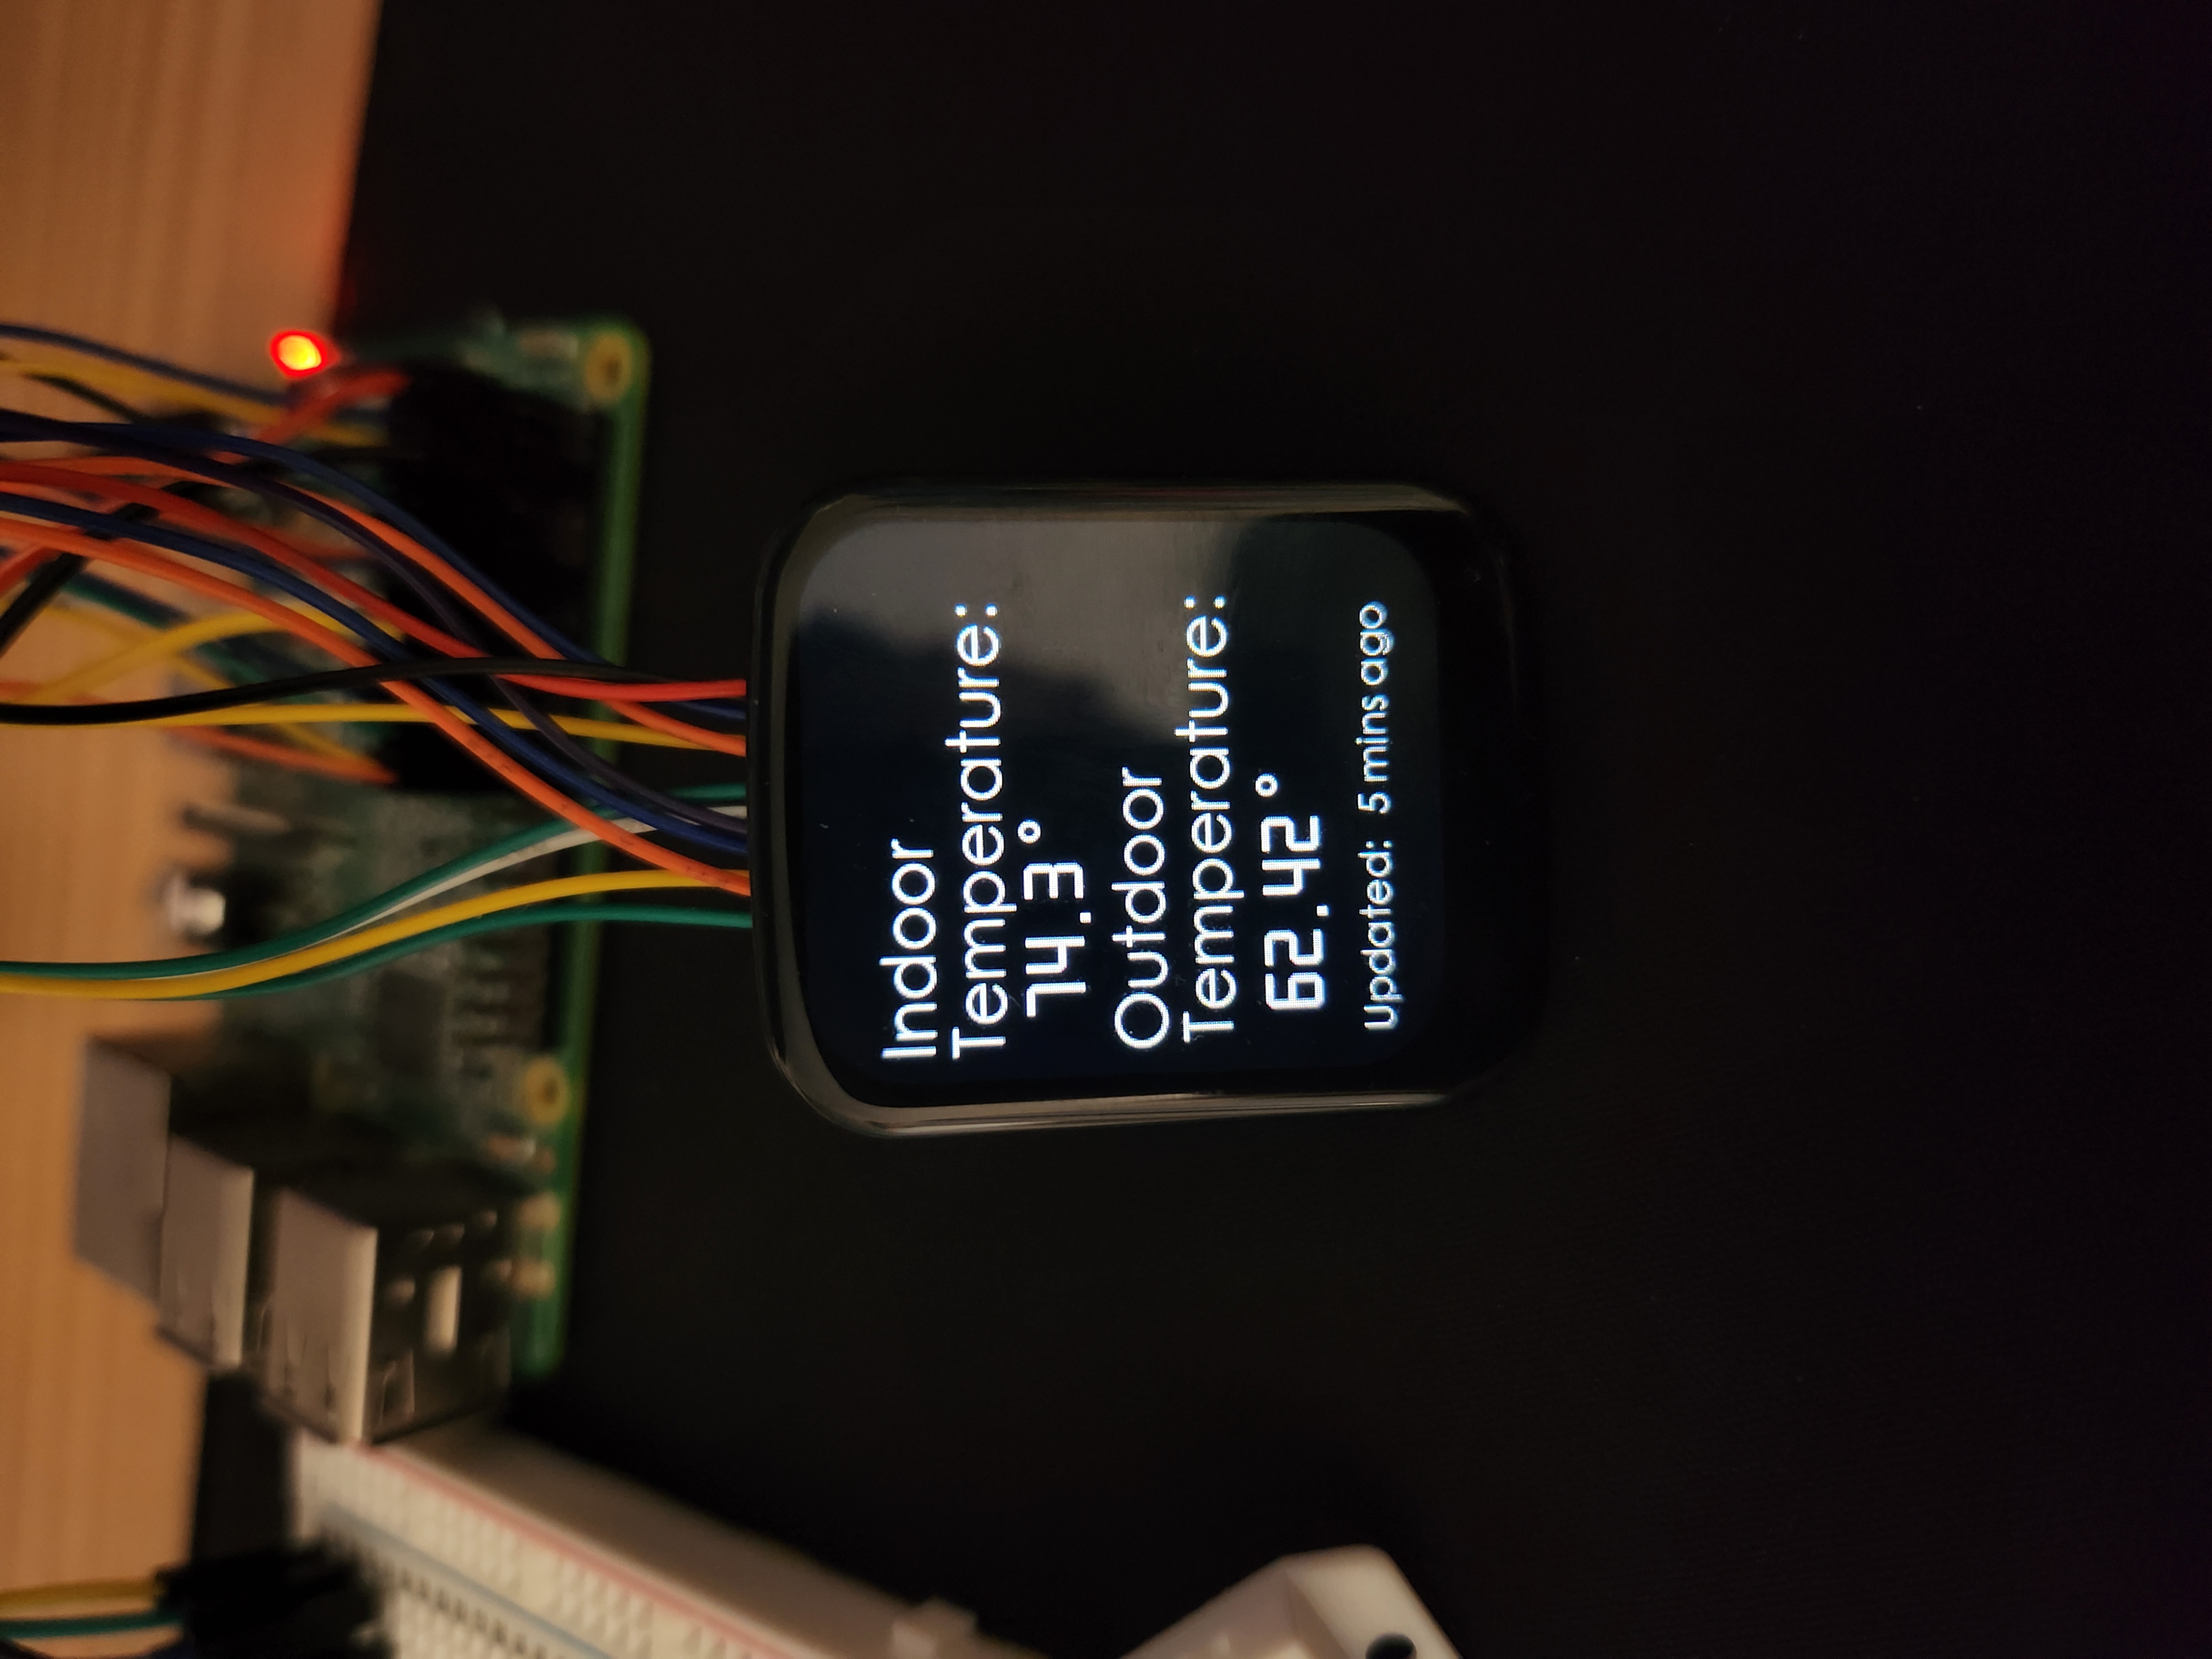 Indoor
Temperature:
74.3°
Outdoor
Temperature:
62.42°
Updated: 5 mins ago